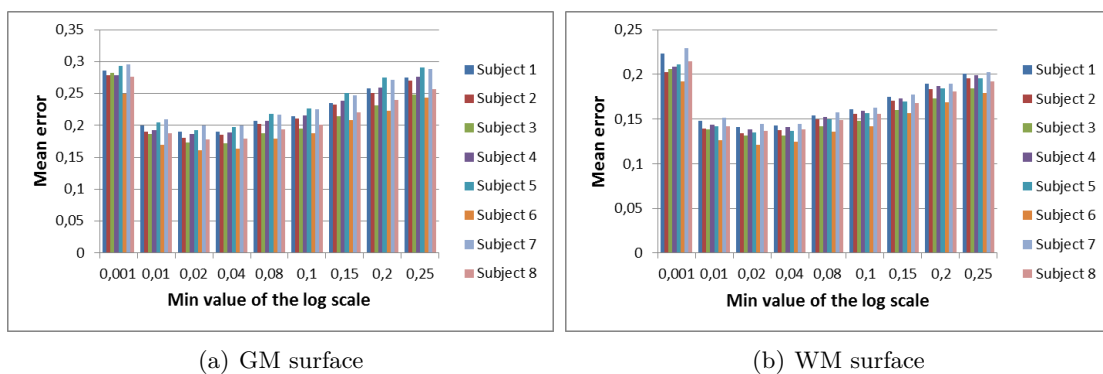 0,35
0,3
0,25
0,2
0,15
0,1
0,05
0
Mean error
0,001 0,01 0,02 0,04 0,08 0,1 0,15 0,2 0,25
Min value of the log scale
Subject 1
Subject 2
Subject 3
Subject 4
Subject 5
Subject 6
Subject 7
Subject 8
(a) GM surface
0,25
0,2
0,15
0,1
0,05
0
Mean error
0,001 0,01 0,02 0,04 0,08 0,1 0,15 0,2 0,25
Min value of the log scale
Subject 1
Subject 2
Subject 3
Subject 4
Subject 5
Subject 6
Subject 7
Subject 8
(b) WM surface